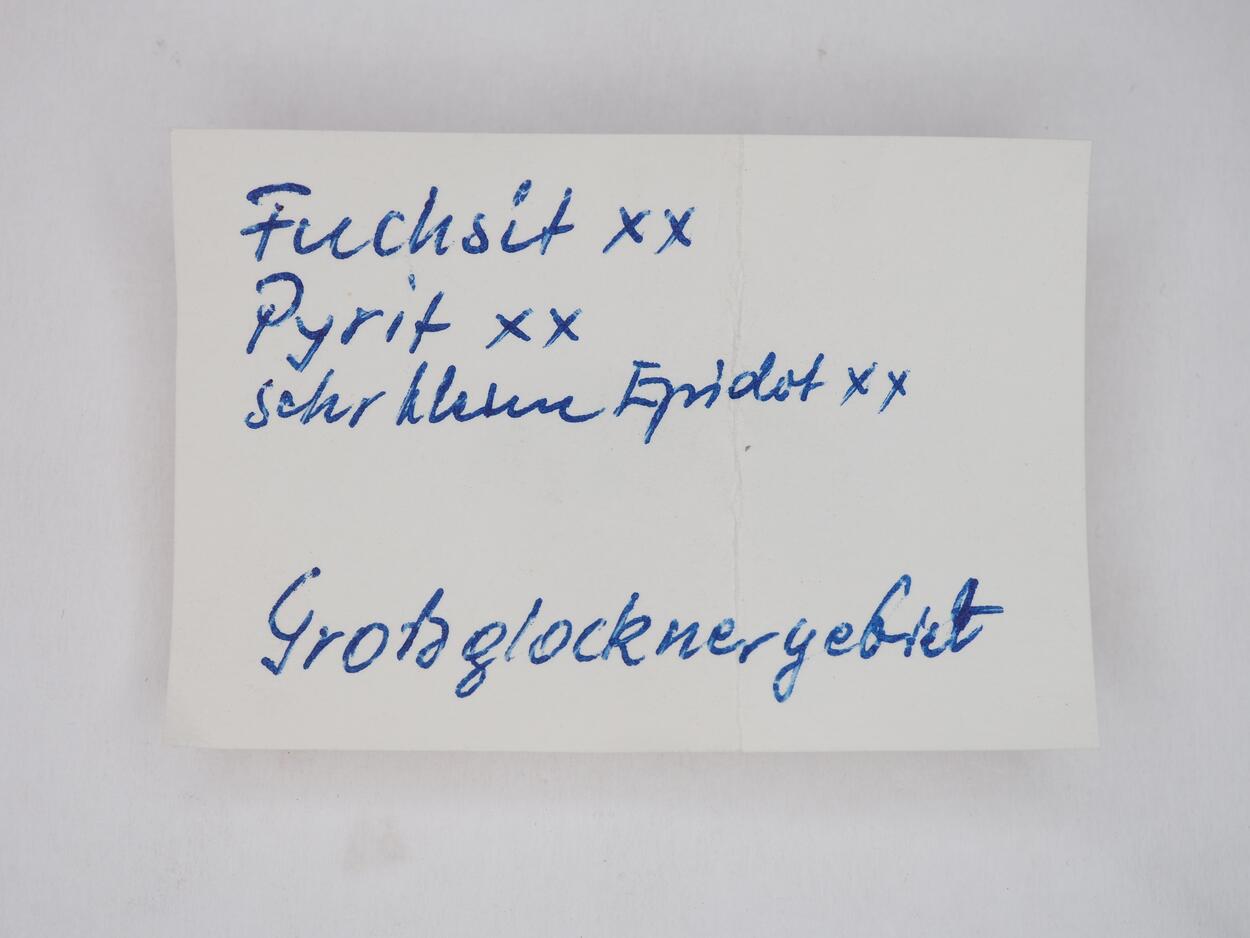 Fuchsit xx
Pyrit xx
sehr kleine Epidot xx
Großglocknergebiet